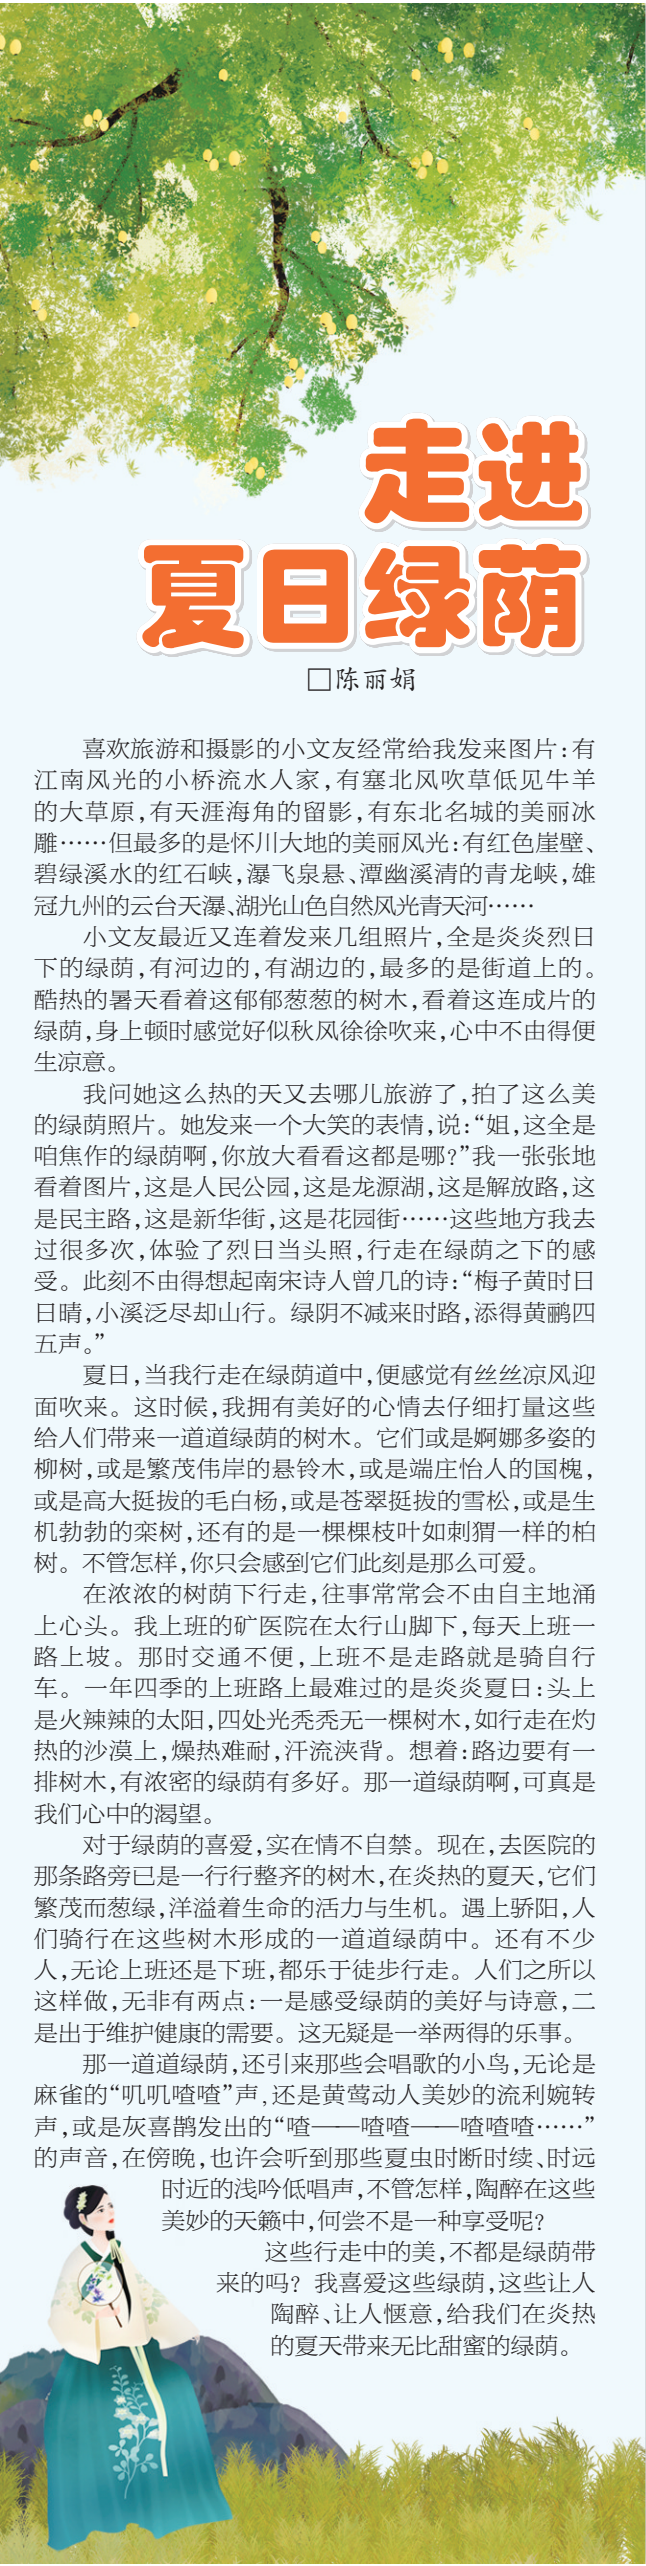 走进
夏日绿荫
□陈丽娟
喜欢旅游和摄影的小文友经常给我发来图片：有
江南风光的小桥流水人家，有塞北风吹草低见牛羊
的大草原，有天涯海角的留影，有东北名城的美丽冰
雕……但最多的是怀川大地的美丽风光：有红色崖壁、
碧绿溪水的红石峡，瀑飞泉悬、潭幽溪清的青龙峡，雄
冠九州的云台天瀑、湖光山色自然风光青天河……
小文友最近又连着发来几组照片，全是炎炎烈日
下的绿荫，有河边的，有湖边的，最多的是街道上的。
酷热的暑天看着这郁郁葱葱的树木，看着这连成片的
绿荫，身上顿时感觉好似秋风徐徐吹来，心中不由得便
生凉意。
我问她这么热的天又去哪儿旅游了，拍了这么美
的绿荫照片。她发来一个大笑的表情，说：“姐，这全是
咱焦作的绿荫啊，你放大看看这都是哪？”我一张张地
看着图片，这是人民公园，这是龙源湖，这是解放路，这
是民主路，这是新华街，这是花园街……这些地方我去
过很多次，体验了烈日当头照，行走在绿荫之下的感
受。此刻不由得想起南宋诗人曾几的诗：“梅子黄时日
日晴，小溪泛尽却山行。绿阴不减来时路，添得黄鹂四
五声。”
夏日，当我行走在绿荫道中，便感觉有丝丝凉风迎
面吹来。这时候，我拥有美好的心情去仔细打量这些
给人们带来一道道绿荫的树木。它们或是婀娜多姿的
柳树，或是繁茂伟岸的悬铃木，或是端庄怡人的国槐，
或是高大挺拔的毛白杨，或是苍翠挺拔的雪松，或是生
机勃勃的栾树，还有的是一棵棵枝叶如刺猬一样的柏
树。不管怎样，你只会感到它们此刻是那么可爱。
在浓浓的树荫下行走，往事常常会不由自主地涌
上心头。我上班的矿医院在太行山脚下，每天上班一
路上坡。那时交通不便，上班不是走路就是骑自行
车。一年四季的上班路上最难过的是炎炎夏日：头上
是火辣辣的太阳，四处光秃秃无一棵树木，如行走在灼
热的沙漠上，燥热难耐，汗流浃背。想着：路边要有一
排树木，有浓密的绿荫有多好。那一道绿荫啊，可真是
我们心中的渴望。
对于绿荫的喜爱，实在情不自禁。现在，去医院的
那条路旁已是一行行整齐的树木，在炎热的夏天，它们
繁茂而葱绿，洋溢着生命的活力与生机。遇上骄阳，人
们骑行在这些树木形成的一道道绿荫中。还有不少
人，无论上班还是下班，都乐于徒步行走。人们之所以
这样做，无非有两点：一是感受绿荫的美好与诗意，二
是出于维护健康的需要。这无疑是一举两得的乐事。
那一道道绿荫，还引来那些会唱歌的小鸟，无论是
麻雀的“叽叽喳喳”声，还是黄莺动人美妙的流利婉转
声，或是灰喜鹊发出的“喳——喳喳——喳喳喳……”
的声音，在傍晚，也许会听到那些夏虫时断时续、时远
时近的浅吟低唱声，不管怎样，陶醉在这些
美妙的天籁中，何尝不是一种享受呢？
这些行走中的美，不都是绿荫带
来的吗？我喜爱这些绿荫，这些让人
陶醉、让人惬意，给我们在炎热
的夏天带来无比甜蜜的绿荫。